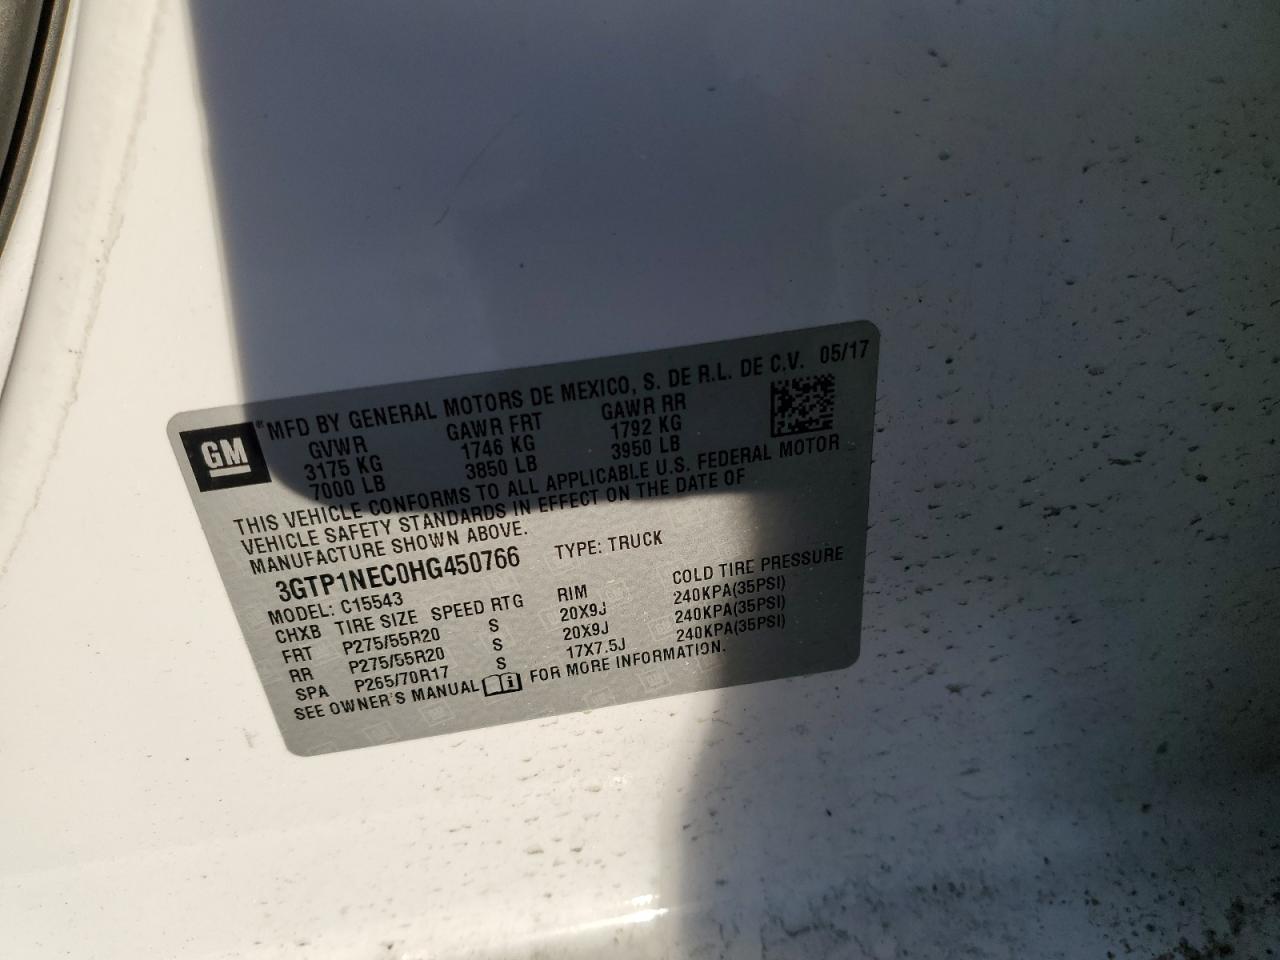 GM
MFD BY GENERAL MOTORS DE MEXICO, S. DE R.L. DE C.V. 05/17
GVWR GAWR FRT GAWR RR
3175 KG 1746 KG 1792 KG
7000 LB 3850 LB 3950 LB
THIS VEHICLE CONFORMS TO ALL APPLICABLE U.S. FEDERAL MOTOR
VEHICLE SAFETY STANDARDS IN EFFECT ON THE DATE OF
MANUFACTURE SHOWN ABOVE.
3GTP1NEC0HG450766 TYPE: TRUCK
MODEL: C15543
CHXB TIRE SIZE SPEED RTG RIM COLD TIRE PRESSURE
FRT P275/55R20 S 20X9J 240KPA(35PSI)
RR P275/55R20 S 20X9J 240KPA(35PSI)
SPA P265/70R17 S 17X7.5J 240KPA(35PSI)
SEE OWNER'S MANUAL FOR MORE INFORMATION.